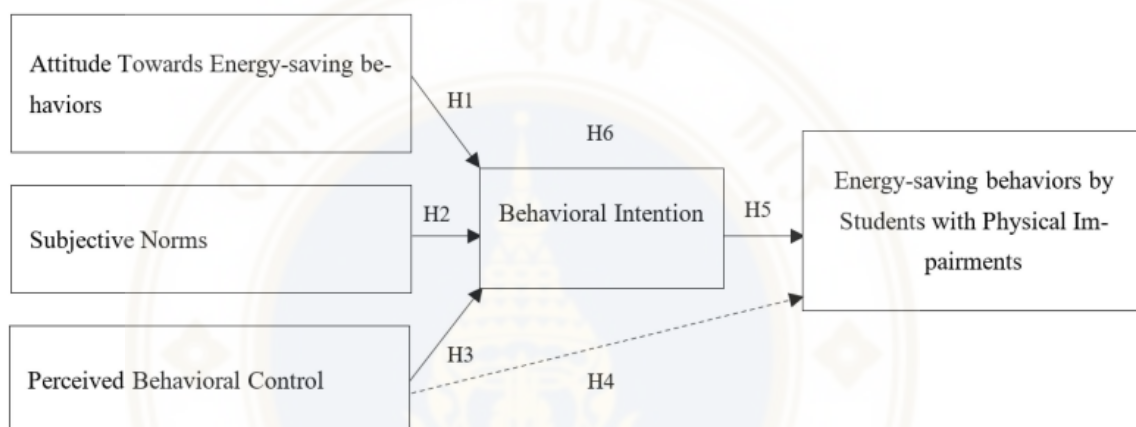 Attitude Towards Energy-saving be-
haviors
H1
H6
Subjective Norms
H2
Behavioral Intention
H5
Energy-saving behaviors by
Students with Physical Im-
pairments
Perceived Behavioral Control
H3
H4